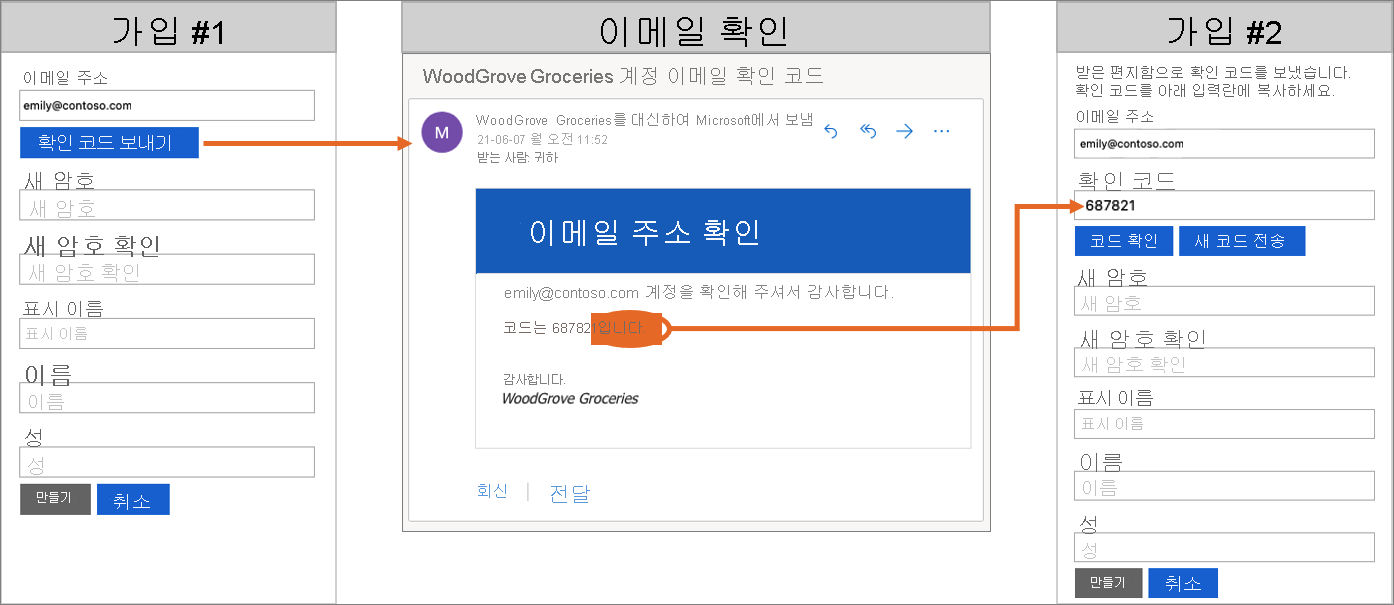 가입 #1
이메일 주소
emily@contoso.com
확인 코드 보내기
새 암호
새 암호
새 암호 확인
새 암호 확인
표시 이름
표시 이름
이름
이름
성
성
만들기
취소
이메일 확인
WoodGrove Groceries 계정 이메일 확인 코드
M
WoodGrove Groceries를 대신하여 Microsoft에서 보냄
21-06-07 월 오전 11:52
받는 사람: 귀하
이메일 주소 확인
emily@contoso.com 계정을 확인해 주셔서 감사합니다.
코드는 687821입니다.
감사합니다.
WoodGrove Groceries
회신
전달
가입 #2
받은 편지함으로 확인 코드를 보냈습니다.
확인 코드를 아래 입력란에 복사하세요.
이메일 주소
emily@contoso.com
확인 코드
687821
코드 확인
새 코드 전송
새 암호
새 암호
새 암호 확인
새 암호 확인
표시 이름
표시 이름
이름
이름
성
성
만들기
취소